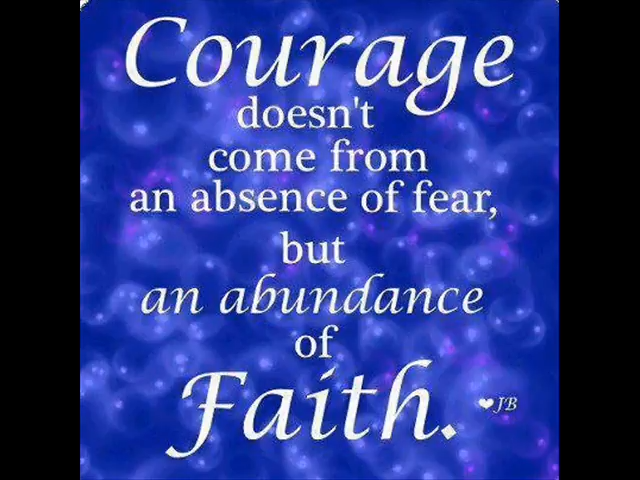 Courage
doesn't
come from
an absence of fear,
but
an abundance
of
Faith.
❤JB